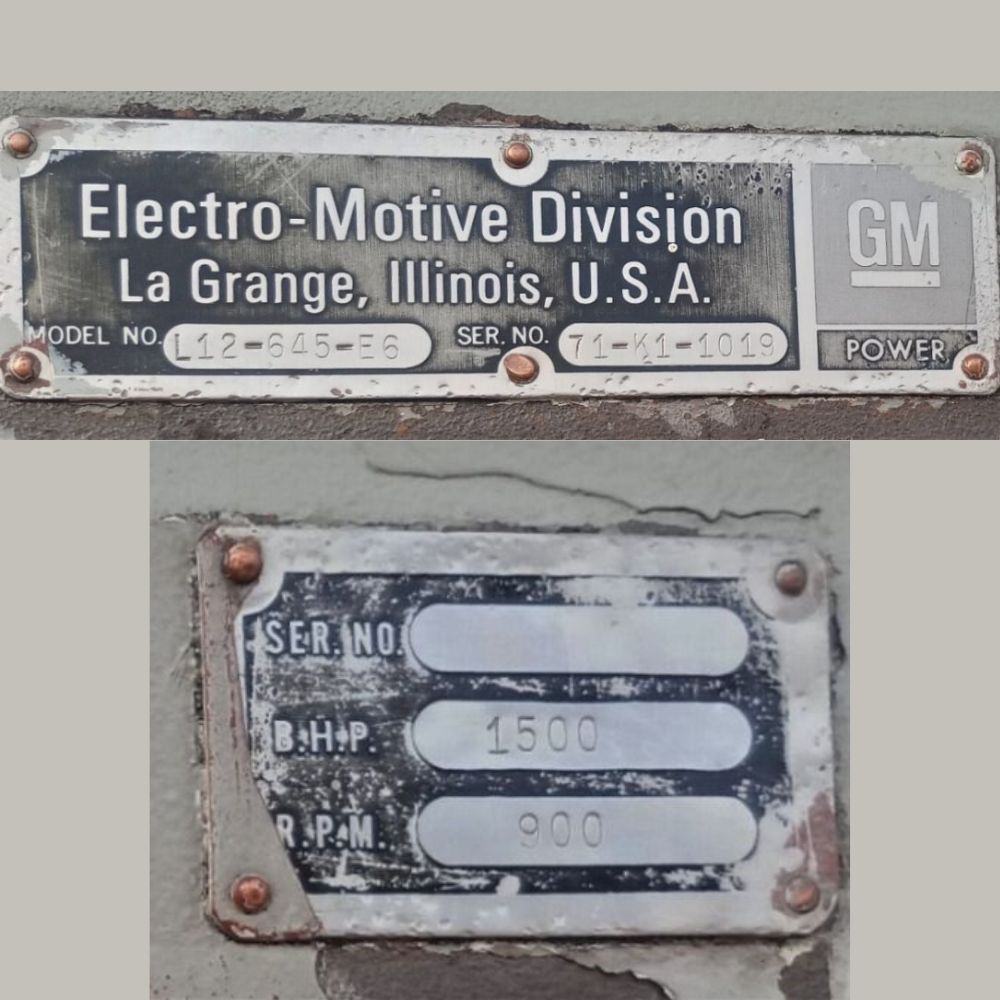 Electro-Motive Division
La Grange, Illinois, U.S.A.
MODEL NO. L12-645-E6 SER. NO. 71-K1-1019
GM
POWER
SER. NO.
B.H.P. 1500
R.P.M. 900